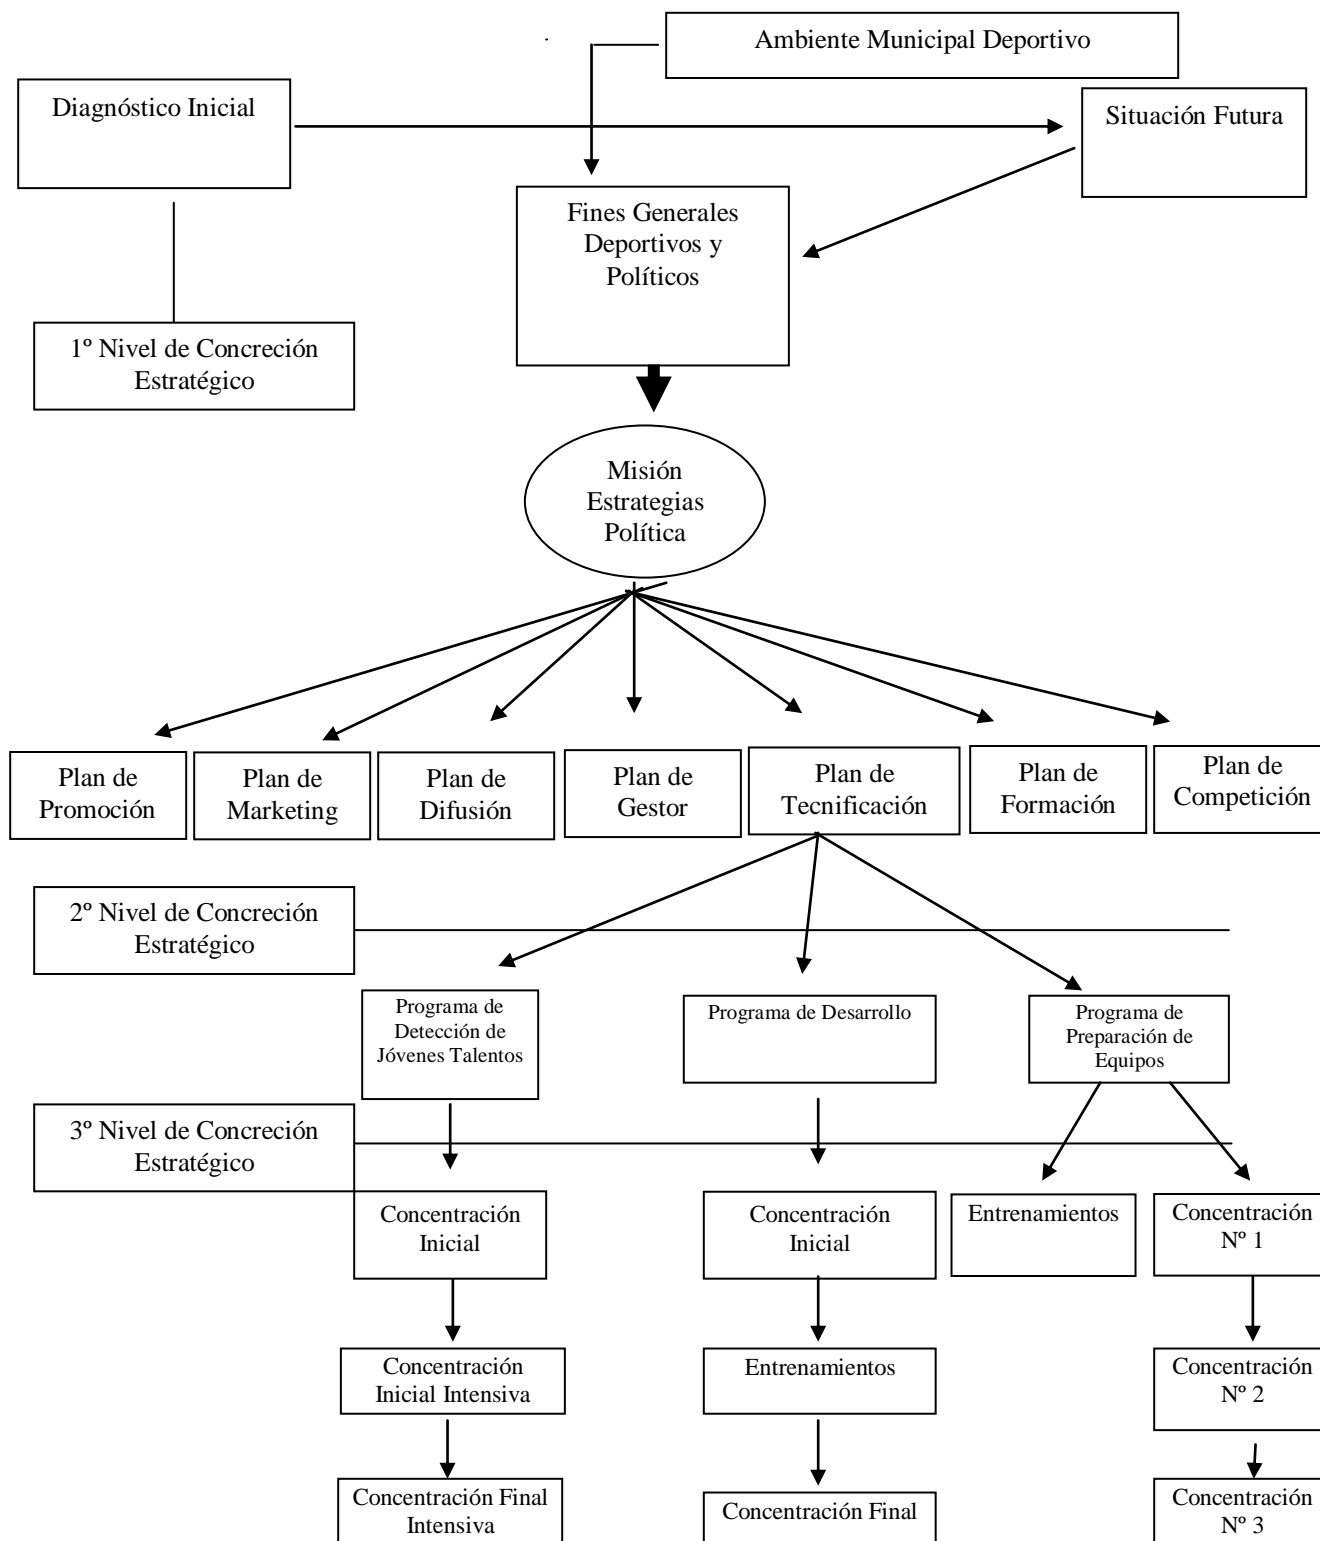 Ambiente Municipal Deportivo
Diagnóstico Inicial
Situación Futura
Fines Generales
Deportivos y
Políticos
1º Nivel de Concreción
Estratégico
Misión
Estrategias
Política
Plan de
Promoción
Plan de
Marketing
Plan de
Difusión
Plan de
Gestor
Plan de
Tecnificación
Plan de
Formación
Plan de
Competición
2º Nivel de Concreción
Estratégico
Programa de
Detección de
Jóvenes Talentos
Programa de Desarrollo
Programa de
Preparación de
Equipos
3º Nivel de Concreción
Estratégico
Concentración
Inicial
Concentración
Inicial
Entrenamientos
Concentración
Nº 1
Concentración
Inicial Intensiva
Entrenamientos
Concentración
Nº 2
Concentración Final
Intensiva
Concentración Final
Concentración
Nº 3